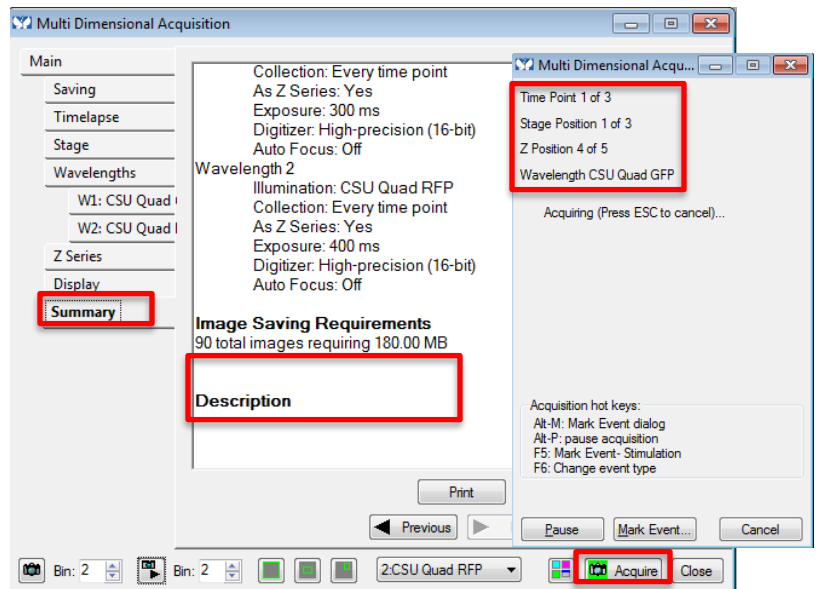 Multi Dimensional Acquisition
Main
Saving
Timelapse
Stage
Wavelengths
W1: CSU Quad
W2: CSU Quad
Z Series
Display
Summary
Collection: Every time point
As Z Series: Yes
Exposure: 300 ms
Digitizer: High-precision (16-bit)
Auto Focus: Off
Wavelength 2
Illumination: CSU Quad RFP
Collection: Every time point
As Z Series: Yes
Exposure: 400 ms
Digitizer: High-precision (16-bit)
Auto Focus: Off
Image Saving Requirements
90 total images requiring 180.00 MB
Description
Print
Previous
Multi Dimensional Acqu...
Time Point 1 of 3
Stage Position 1 of 3
Z Position 4 of 5
Wavelength CSU Quad GFP
Acquiring (Press ESC to cancel)...
Acquisition hot keys:
Alt-M: Mark Event dialog
Alt-P: pause acquisition
F5: Mark Event- Stimulation
F6: Change event type
Pause Mark Event... Cancel
Bin: 2 Bin: 2 2:CSU Quad RFP Acquire Close